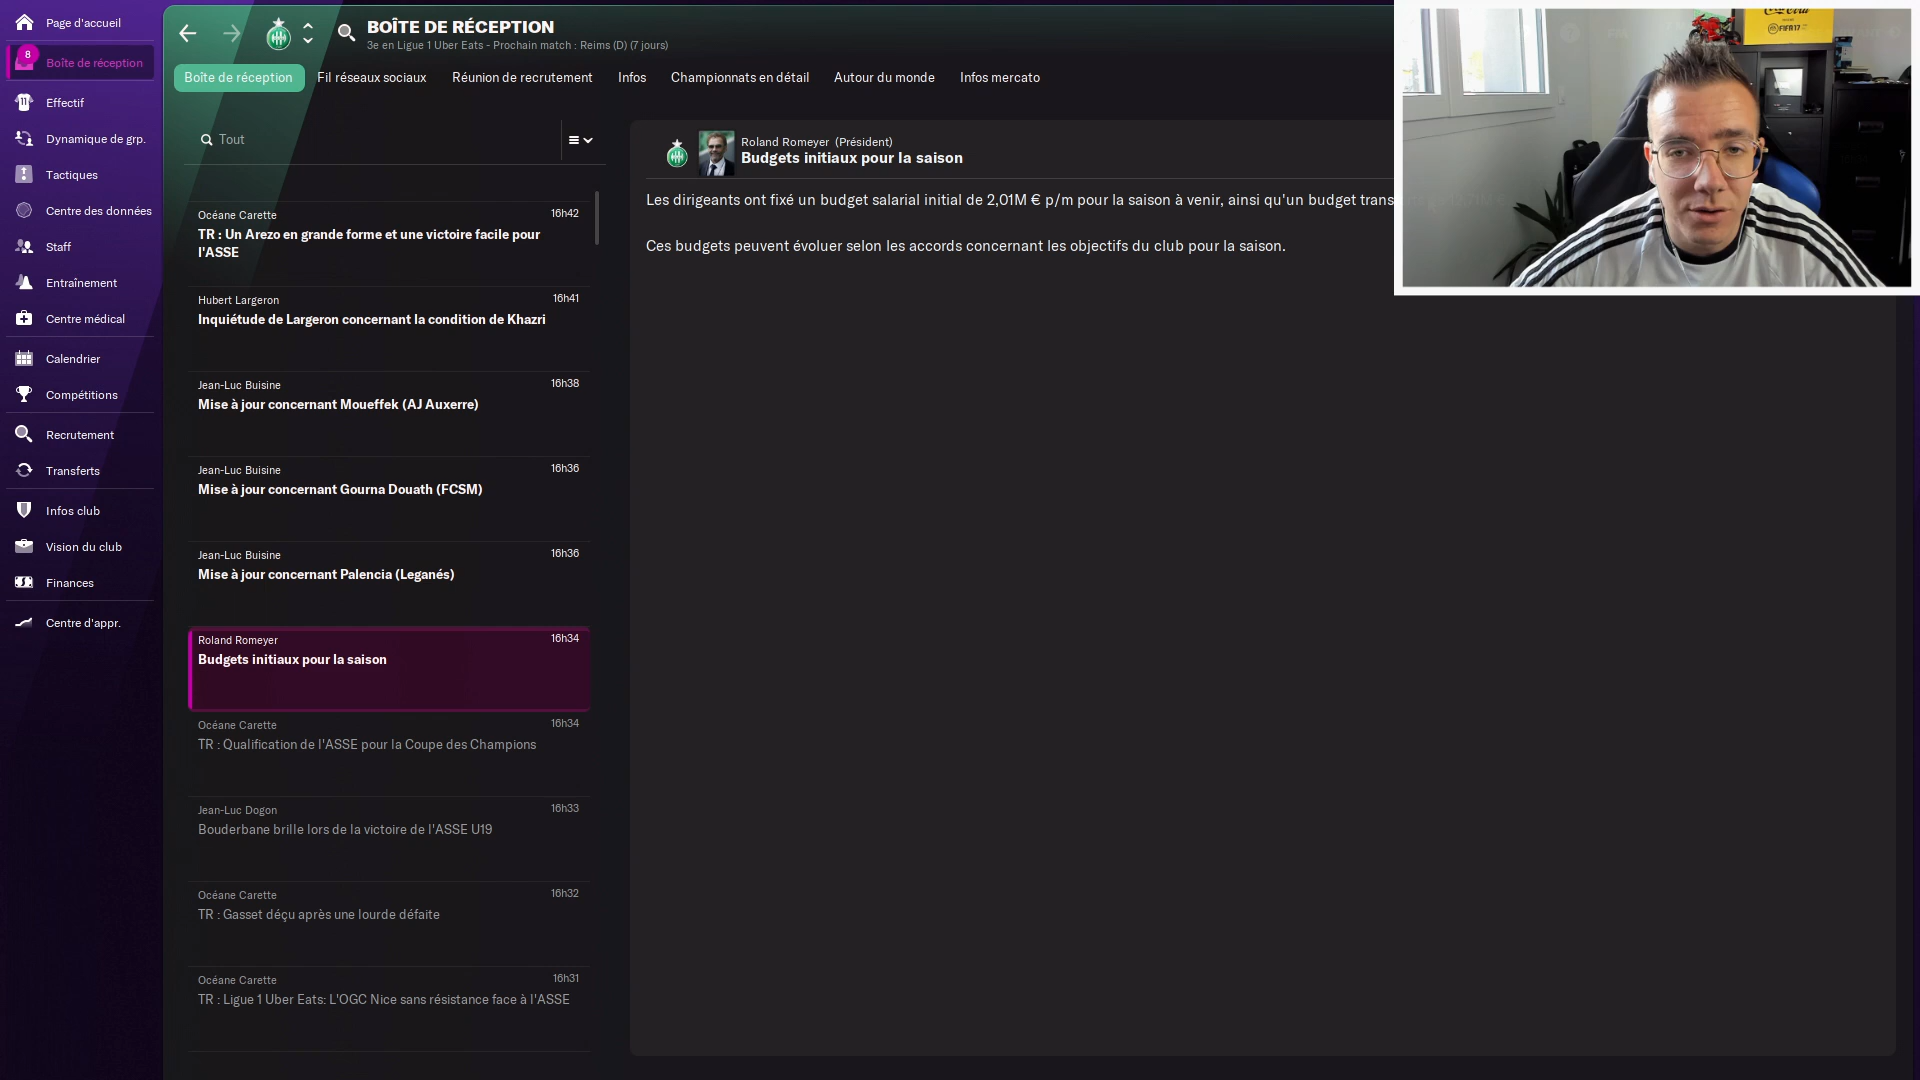 Page d'accueil
8
Boîte de réception
Effectif
Dynamique de grp.
Tactiques
Centre des données
Staff
Entraînement
Centre médical
Calendrier
Compétitions
Recrutement
Transferts
Infos club
Vision du club
Finances
Centre d'appr.
BOÎTE DE RÉCEPTION
3e en Ligue 1 Uber Eats - Prochain match : Reims (D) (7 jours)
Boîte de réception
Fil réseaux sociaux
Réunion de recrutement
Infos
Championnats en détail
Autour du monde
Infos mercato
Tout
Océane Carette 16h42
TR : Un Arezo en grande forme et une victoire facile pour
l'ASSE
Hubert Largeron 16h41
Inquiétude de Largeron concernant la condition de Khazri
Jean-Luc Buisine 16h38
Mise à jour concernant Moueffek (AJ Auxerre)
Jean-Luc Buisine 16h36
Mise à jour concernant Gourna Douath (FCSM)
Jean-Luc Buisine 16h36
Mise à jour concernant Palencia (Leganés)
Roland Romeyer 16h34
Budgets initiaux pour la saison
Océane Carette 16h34
TR : Qualification de l'ASSE pour la Coupe des Champions
Jean-Luc Dogon 16h33
Bouderbane brille lors de la victoire de l'ASSE U19
Océane Carette 16h32
TR : Gasset déçu après une lourde défaite
Océane Carette 16h31
TR : Ligue 1 Uber Eats: L'OGC Nice sans résistance face à l'ASSE
Roland Romeyer (Président)
Budgets initiaux pour la saison
Les dirigeants ont fixé un budget salarial initial de 2,01M € p/m pour la saison à venir, ainsi qu'un budget trans
Ces budgets peuvent évoluer selon les accords concernant les objectifs du club pour la saison.
FIFA 17